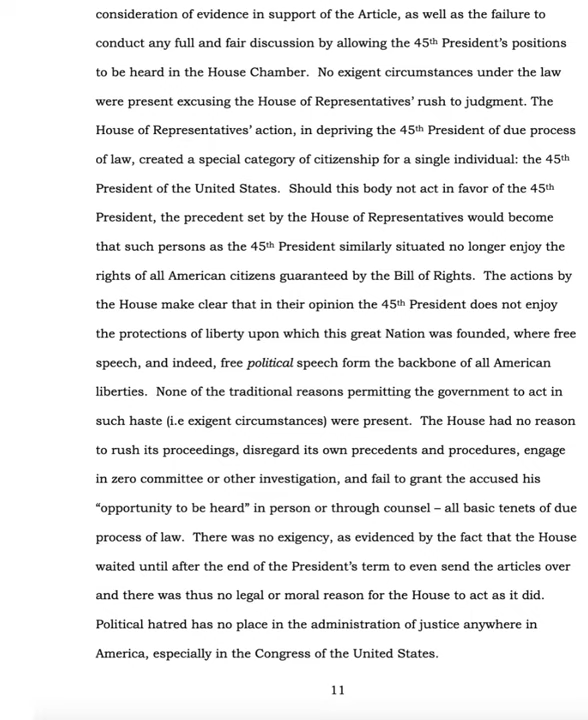 consideration of evidence in support of the Article, as well as the failure to
conduct any full and fair discussion by allowing the 45th President’s positions
to be heard in the House Chamber. No exigent circumstances under the law
were present excusing the House of Representatives’ rush to judgment. The
House of Representatives’ action, in depriving the 45th President of due process
of law, created a special category of citizenship for a single individual: the 45th
President of the United States. Should this body not act in favor of the 45th
President, the precedent set by the House of Representatives would become
that such persons as the 45th President similarly situated no longer enjoy the
rights of all American citizens guaranteed by the Bill of Rights. The actions by
the House make clear that in their opinion the 45th President does not enjoy
the protections of liberty upon which this great Nation was founded, where free
speech, and indeed, free political speech form the backbone of all American
liberties. None of the traditional reasons permitting the government to act in
such haste (i.e exigent circumstances) were present. The House had no reason
to rush its proceedings, disregard its own precedents and procedures, engage
in zero committee or other investigation, and fail to grant the accused his
“opportunity to be heard” in person or through counsel – all basic tenets of due
process of law. There was no exigency, as evidenced by the fact that the House
waited until after the end of the President’s term to even send the articles over
and there was thus no legal or moral reason for the House to act as it did.
Political hatred has no place in the administration of justice anywhere in
America, especially in the Congress of the United States.
11